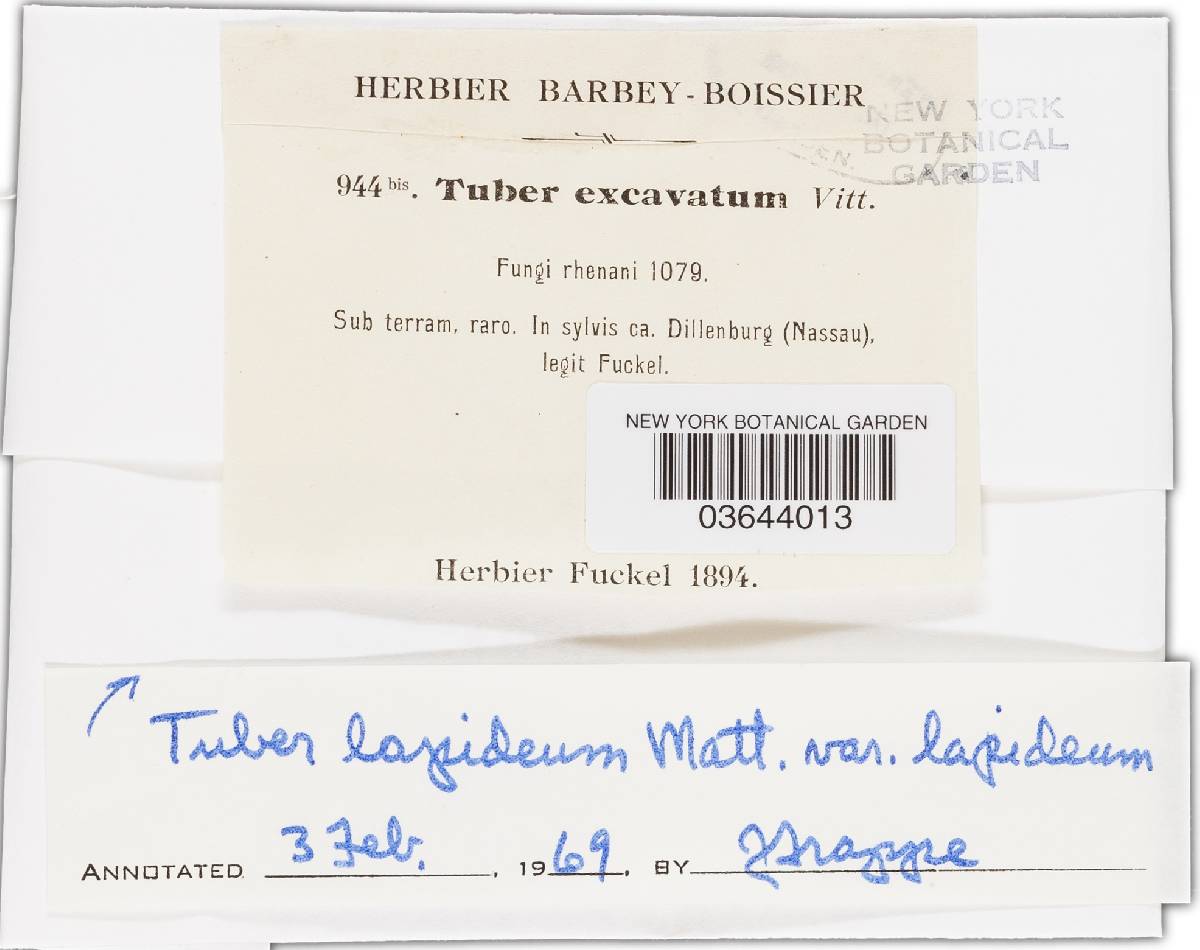 HERBIER BARBEY-BOISSIER
NEW YORK
BOTANICAL
GARDEN
944 bis. Tuber excavatum Vitt.
Fungi rhenani 1079.
Sub terram, raro. In sylvis ca. Dillenburg (Nassau),
legit Fuckel.
NEW YORK BOTANICAL GARDEN
03644013
Herbier Fuckel 1894.
Tuber lapideum Matt. var. lapideum
ANNOTATED 3 Feb. , 1969, BY JTrappe